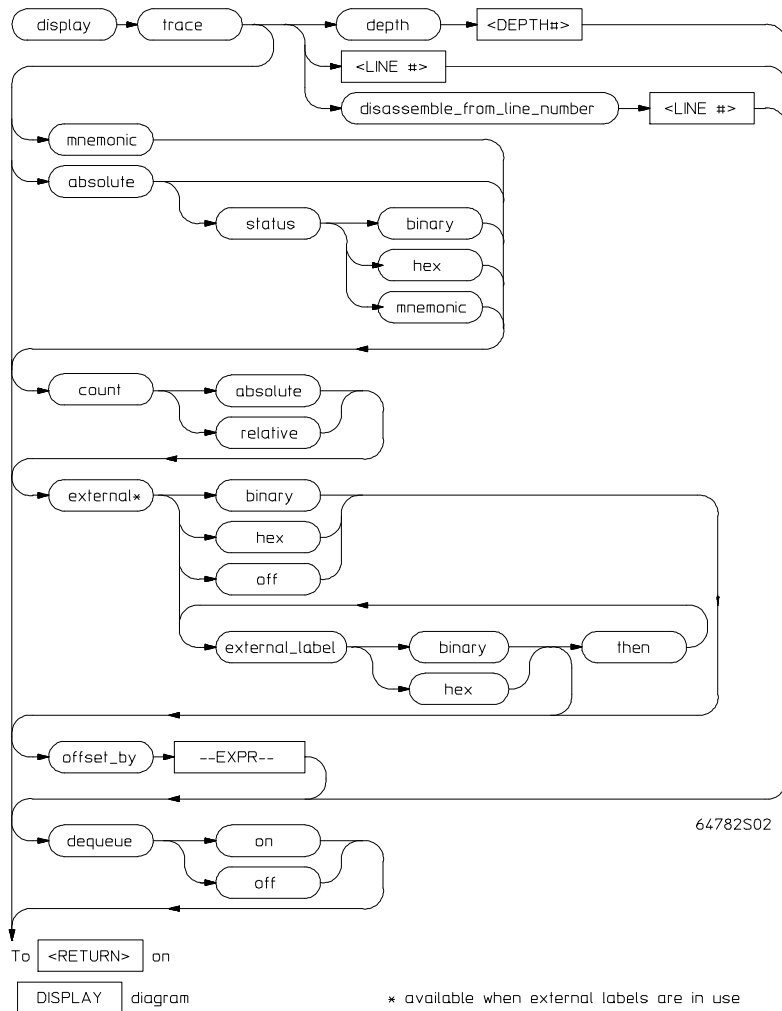 display trace depth <DEPTH#>
<LINE #>
disassemble_from_line_number <LINE #>
mnemonic
absolute
status binary
hex
mnemonic
count absolute
relative
external* binary
hex
off
external_label binary then
hex
offset_by --EXPR--
64782S02
dequeue on
off
To <RETURN> on
DISPLAY diagram * available when external labels are in use